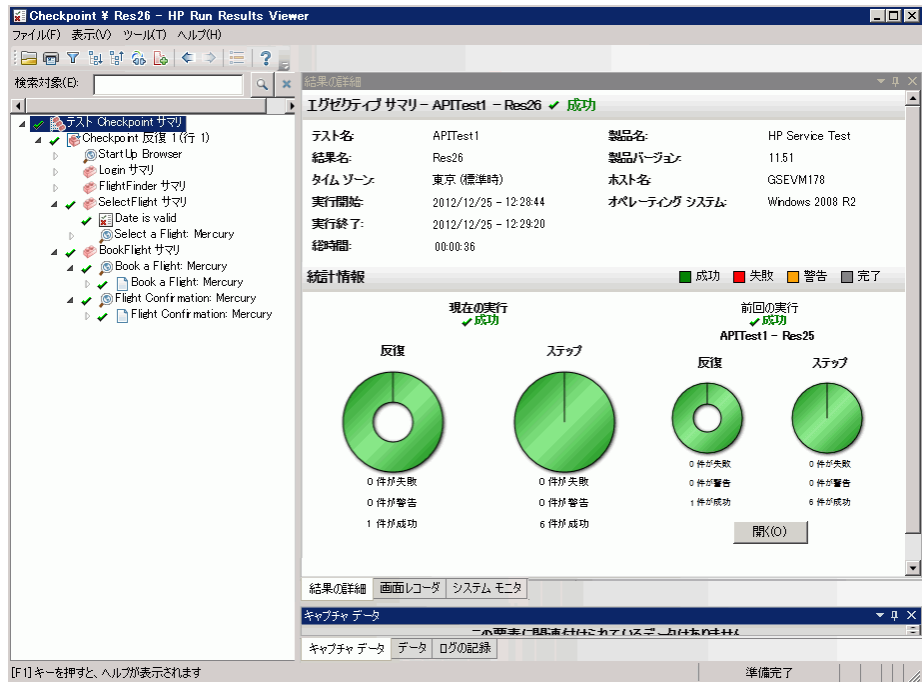 Checkpoint ¥ Res26 - HP Run Results Viewer
ファイル(F) 表示(V) ツール(T) ヘルプ(H)
検索対象(E):
テスト Checkpoint サマリ
Checkpoint 反復 1 (行 1)
StartUp Browser
Login サマリ
FlightFinder サマリ
SelectFlight サマリ
Date is valid
Select a Flight: Mercury
BookFlight サマリ
Book a Flight: Mercury
Book a Flight: Mercury
Flight Confirmation: Mercury
Flight Confirmation: Mercury
結果の詳細
エグゼクティブ サマリ - APITest1 - Res26 ✔ 成功
テスト名: APITest1 製品名: HP Service Test
結果名: Res26 製品バージョン: 11.51
タイム ゾーン: 東京 (標準時) ホスト名: GSEVM178
実行開始: 2012/12/25 - 12:28:44 オペレーティング システム: Windows 2008 R2
実行終了: 2012/12/25 - 12:29:20
総時間: 00:00:36
統計情報 成功 失敗 警告 完了
現在の実行
✔成功
反復 ステップ
0 件が失敗 0 件が失敗
0 件が警告 0 件が警告
1 件が成功 6 件が成功
前回の実行
✔成功
APITest1 - Res25
反復 ステップ
0 件が失敗 0 件が失敗
0 件が警告 0 件が警告
1 件が成功 6 件が成功
開く(O)
結果の詳細 画面レコーダ システム モニタ
キャプチャ データ
この要素に関連付けられているデータはありません
キャプチャ データ データ ログの記録
[F1] キーを押すと、ヘルプが表示されます 準備完了